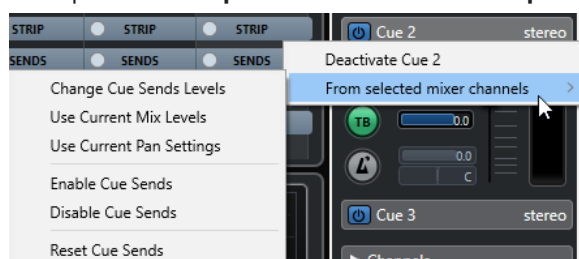 STRIP STRIP STRIP
SENDS SENDS SENDS
Cue 2 stereo
Deactivate Cue 2
From selected mixer channels
Change Cue Sends Levels
Use Current Mix Levels
Use Current Pan Settings
Enable Cue Sends
Disable Cue Sends
Reset Cue Sends
TB 0.0
0.0
C
Cue 3 stereo
Channels